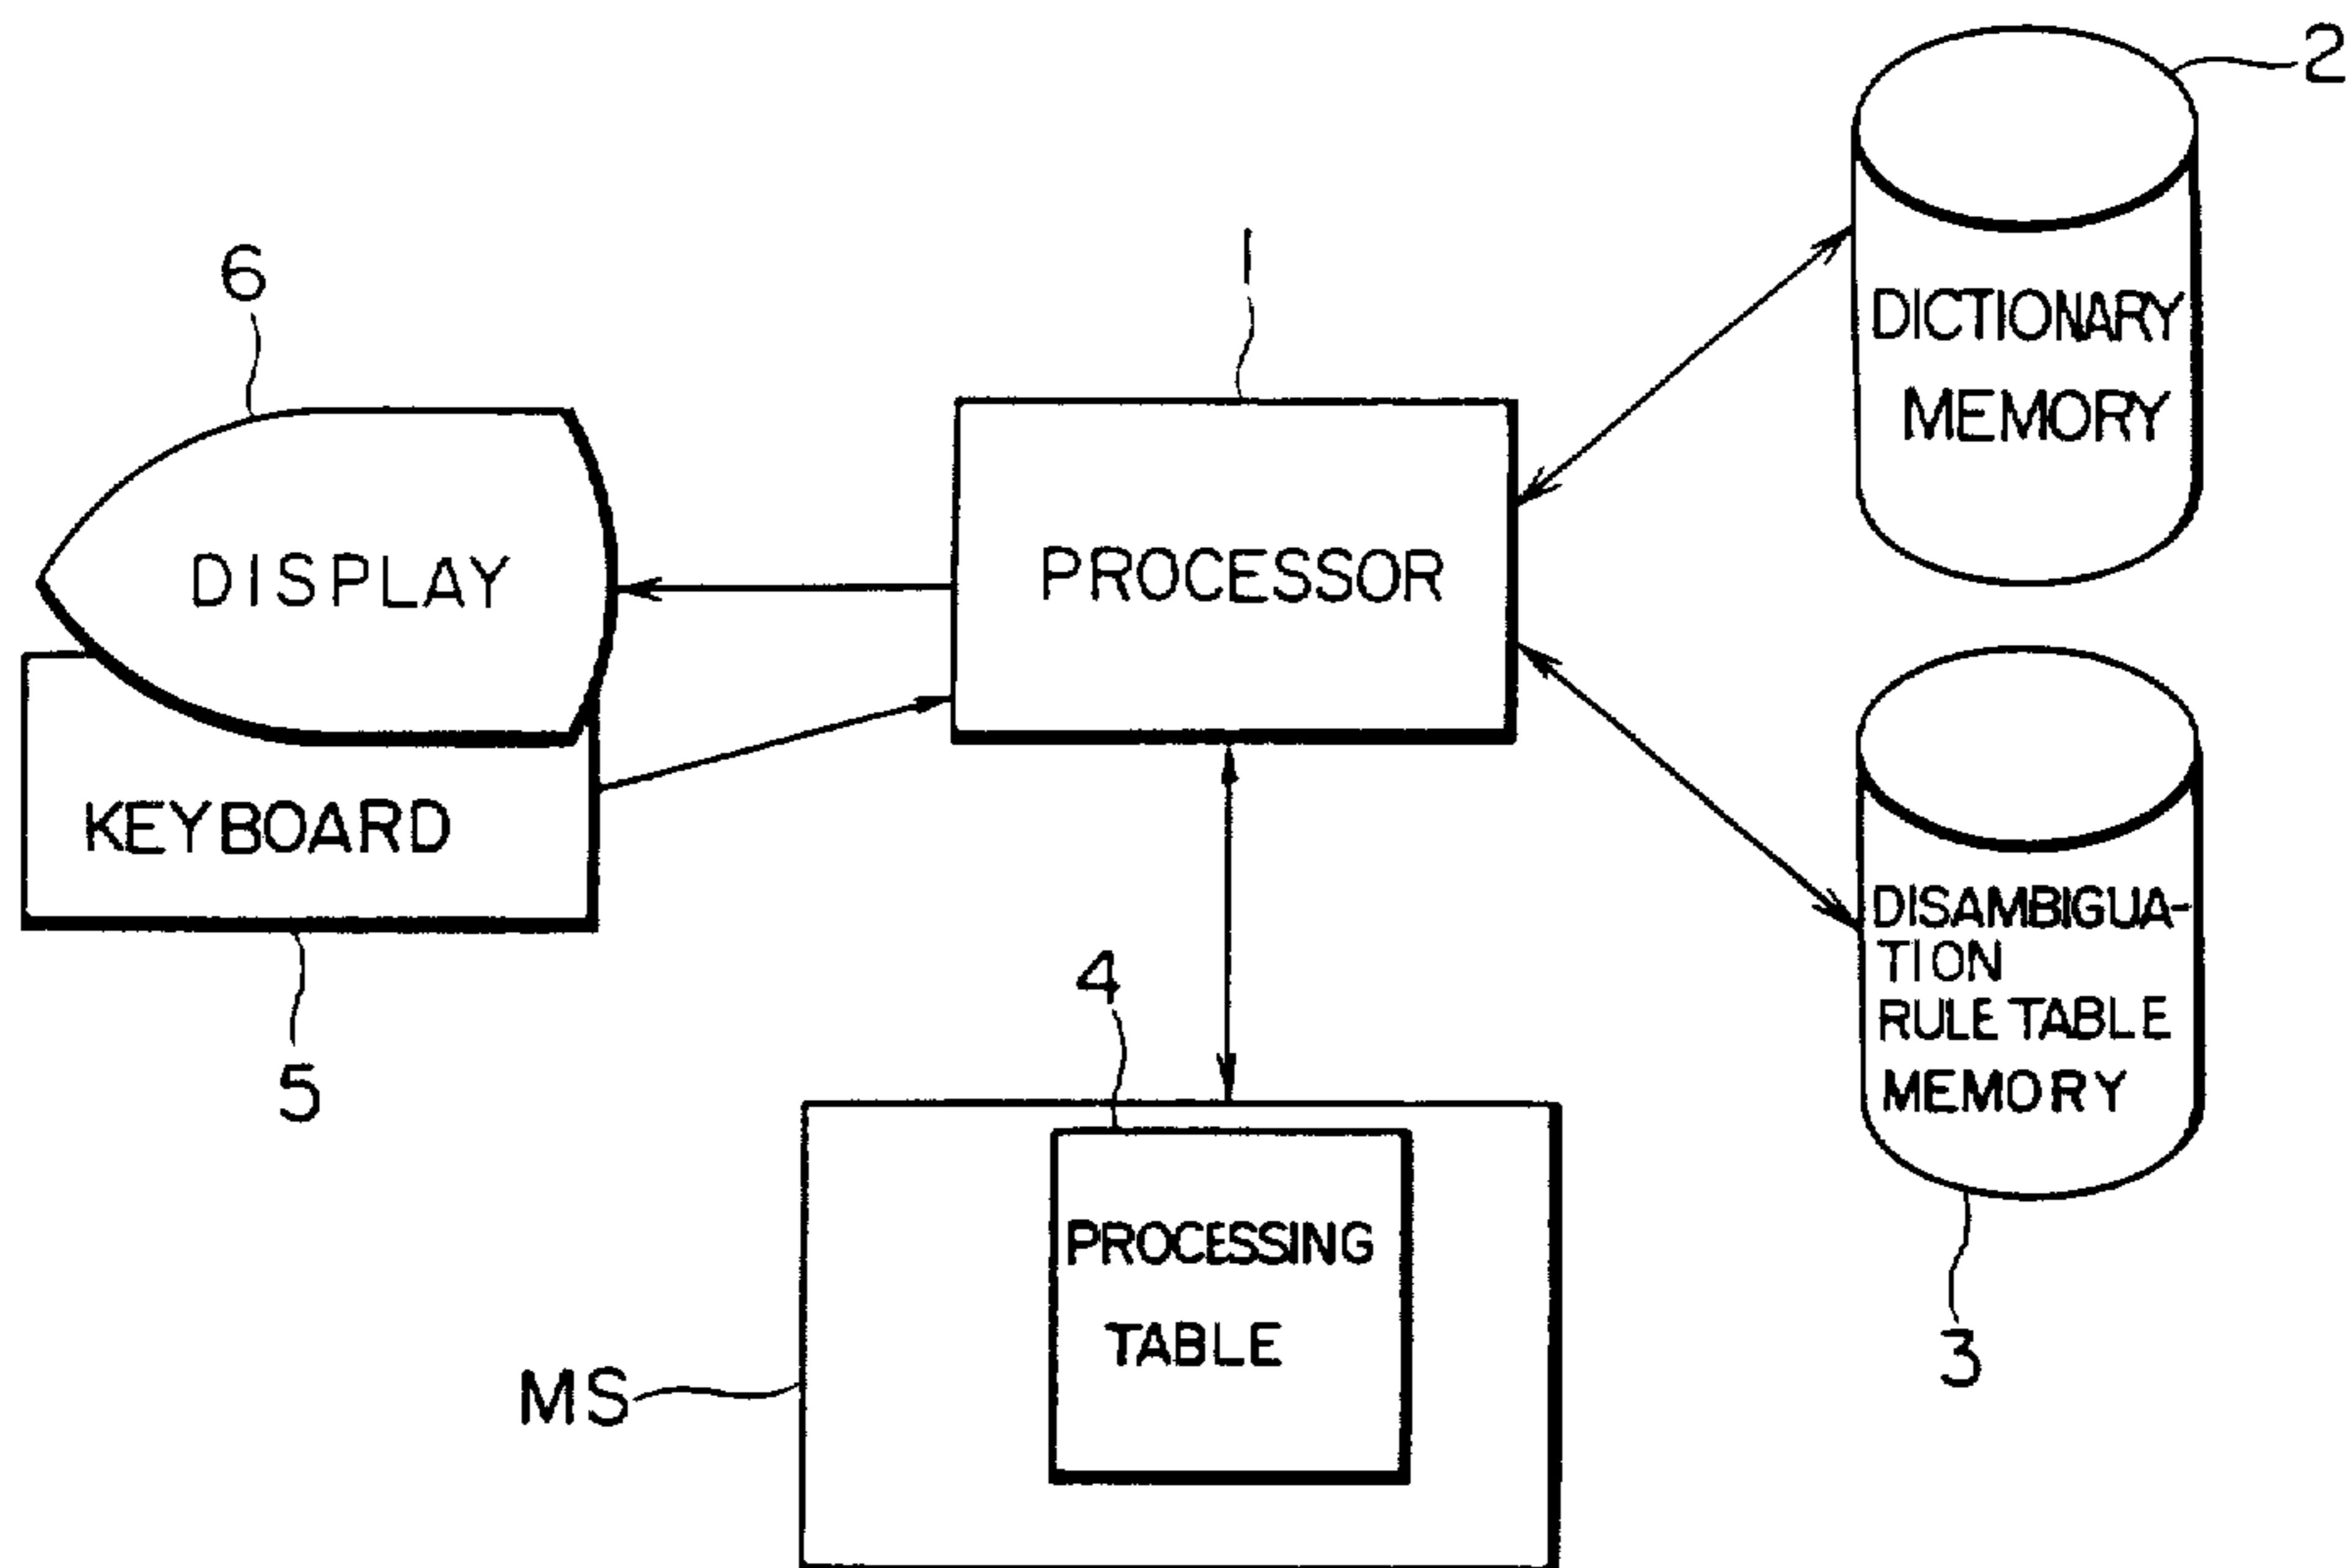 2
6
1
DICTIONARY
MEMORY
DISPLAY
PROCESSOR
KEYBOARD
DISAMBIGUA-
TION
RULE TABLE
MEMORY
4
5
PROCESSING
TABLE
3
MS